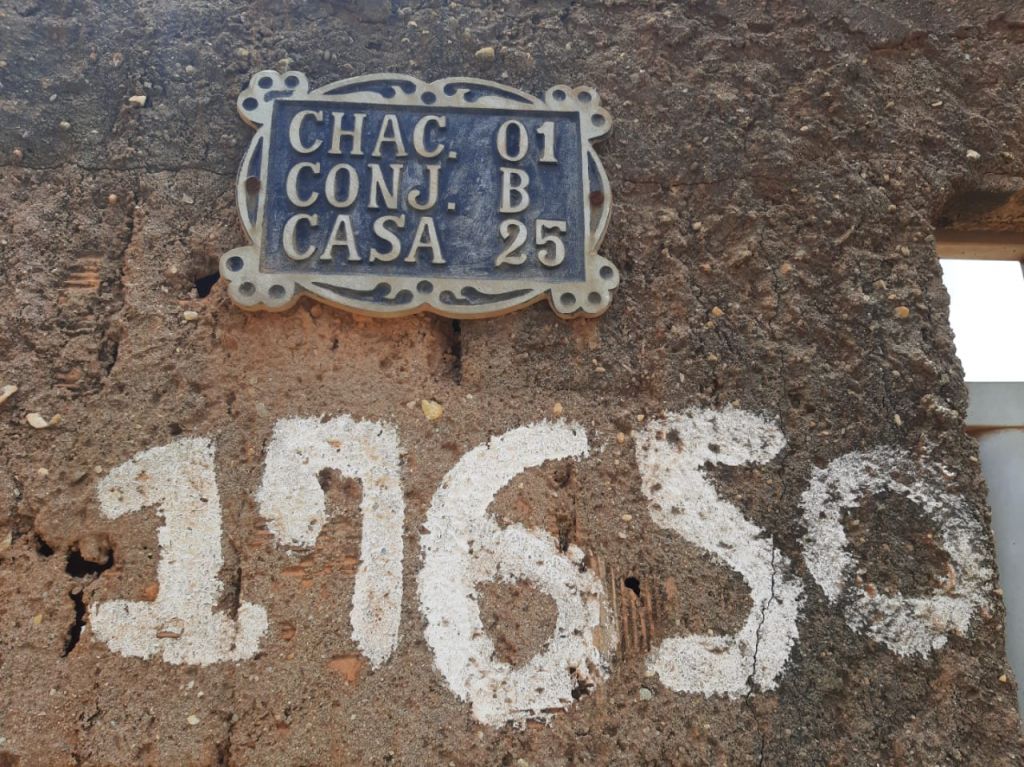 CHAC. 01
CONJ. B
CASA 25
17650